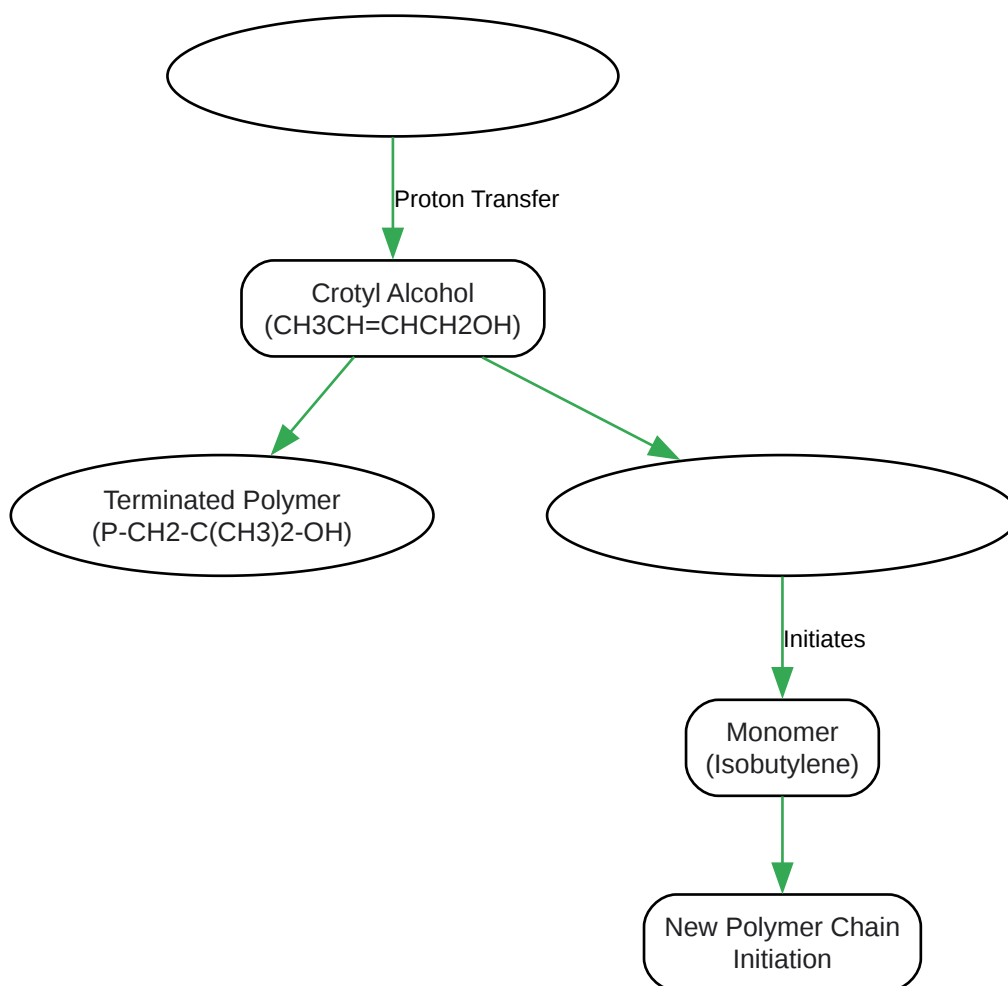 Proton Transfer
Crotyl Alcohol
(CH3CH=CHCH2OH)
Terminated Polymer
(P-CH2-C(CH3)2-OH)
Initiates
Monomer
(Isobutylene)
New Polymer Chain
Initiation